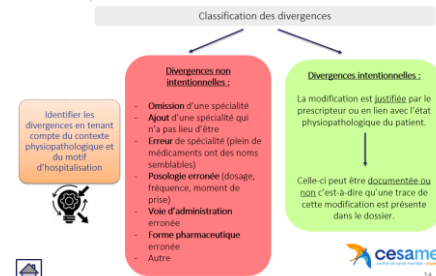 Classification des divergences
Identifier les
divergences en tenant
compte du contexte
physiopathologique et
du motif
d'hospitalisation
Divergences non
intentionnelles :
- Omission d'une spécialité
- Ajout d'une spécialité qui
n'a pas lieu d'être
- Erreur de spécialité (plein de
médicaments ont des noms
semblables)
- Posologie erronée (dosage,
fréquence, moment de
prise)
- Voie d'administration
erronée
- Forme pharmaceutique
erronée
- Autre
Divergences intentionnelles :
La modification est justifiée par le
prescripteur ou en lien avec l'état
physiopathologique du patient.
Celle-ci peut être documentée ou
non c'est-à-dire qu'une trace de
cette modification est présente
dans le dossier.
cesame
14